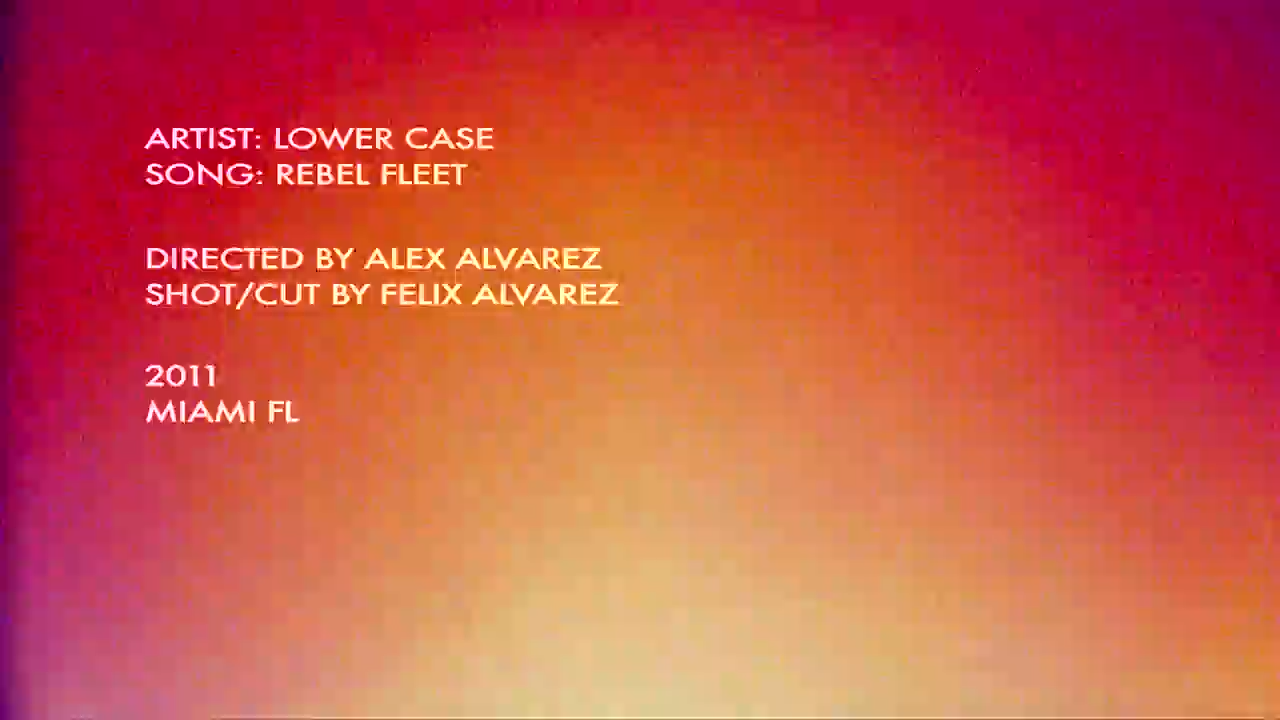 ARTIST: LOWER CASE
SONG: REBEL FLEET
DIRECTED BY ALEX ALVAREZ
SHOT/CUT BY FELIX ALVAREZ
2011
MIAMI FL